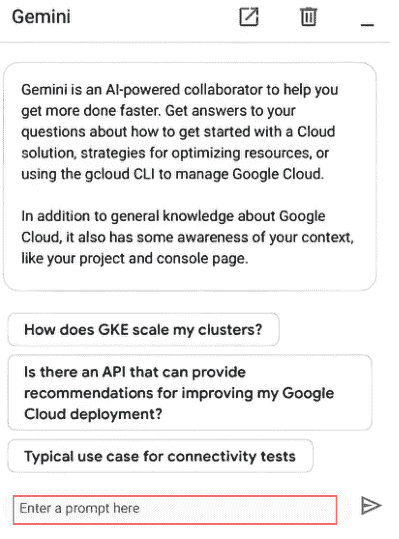 Gemini
Gemini is an AI-powered collaborator to help you
get more done faster. Get answers to your
questions about how to get started with a Cloud
solution, strategies for optimizing resources, or
using the gcloud CLI to manage Google Cloud.
In addition to general knowledge about Google
Cloud, it also has some awareness of your context,
like your project and console page.
How does GKE scale my clusters?
Is there an API that can provide
recommendations for improving my Google
Cloud deployment?
Typical use case for connectivity tests
Enter a prompt here